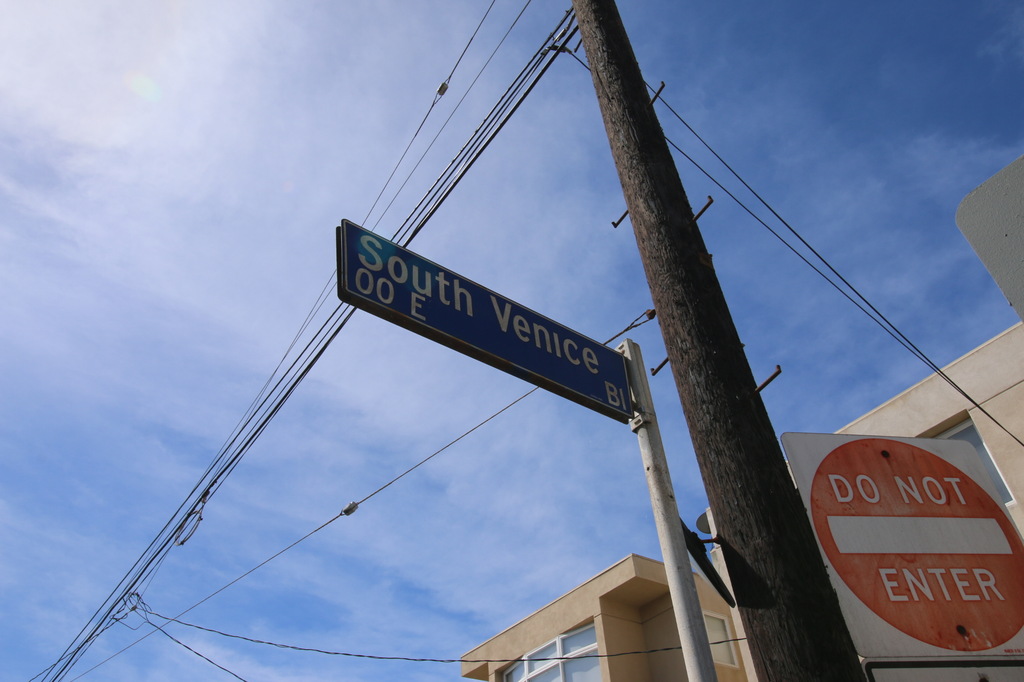 South Venice
00 E
Bl
DO NOT
ENTER